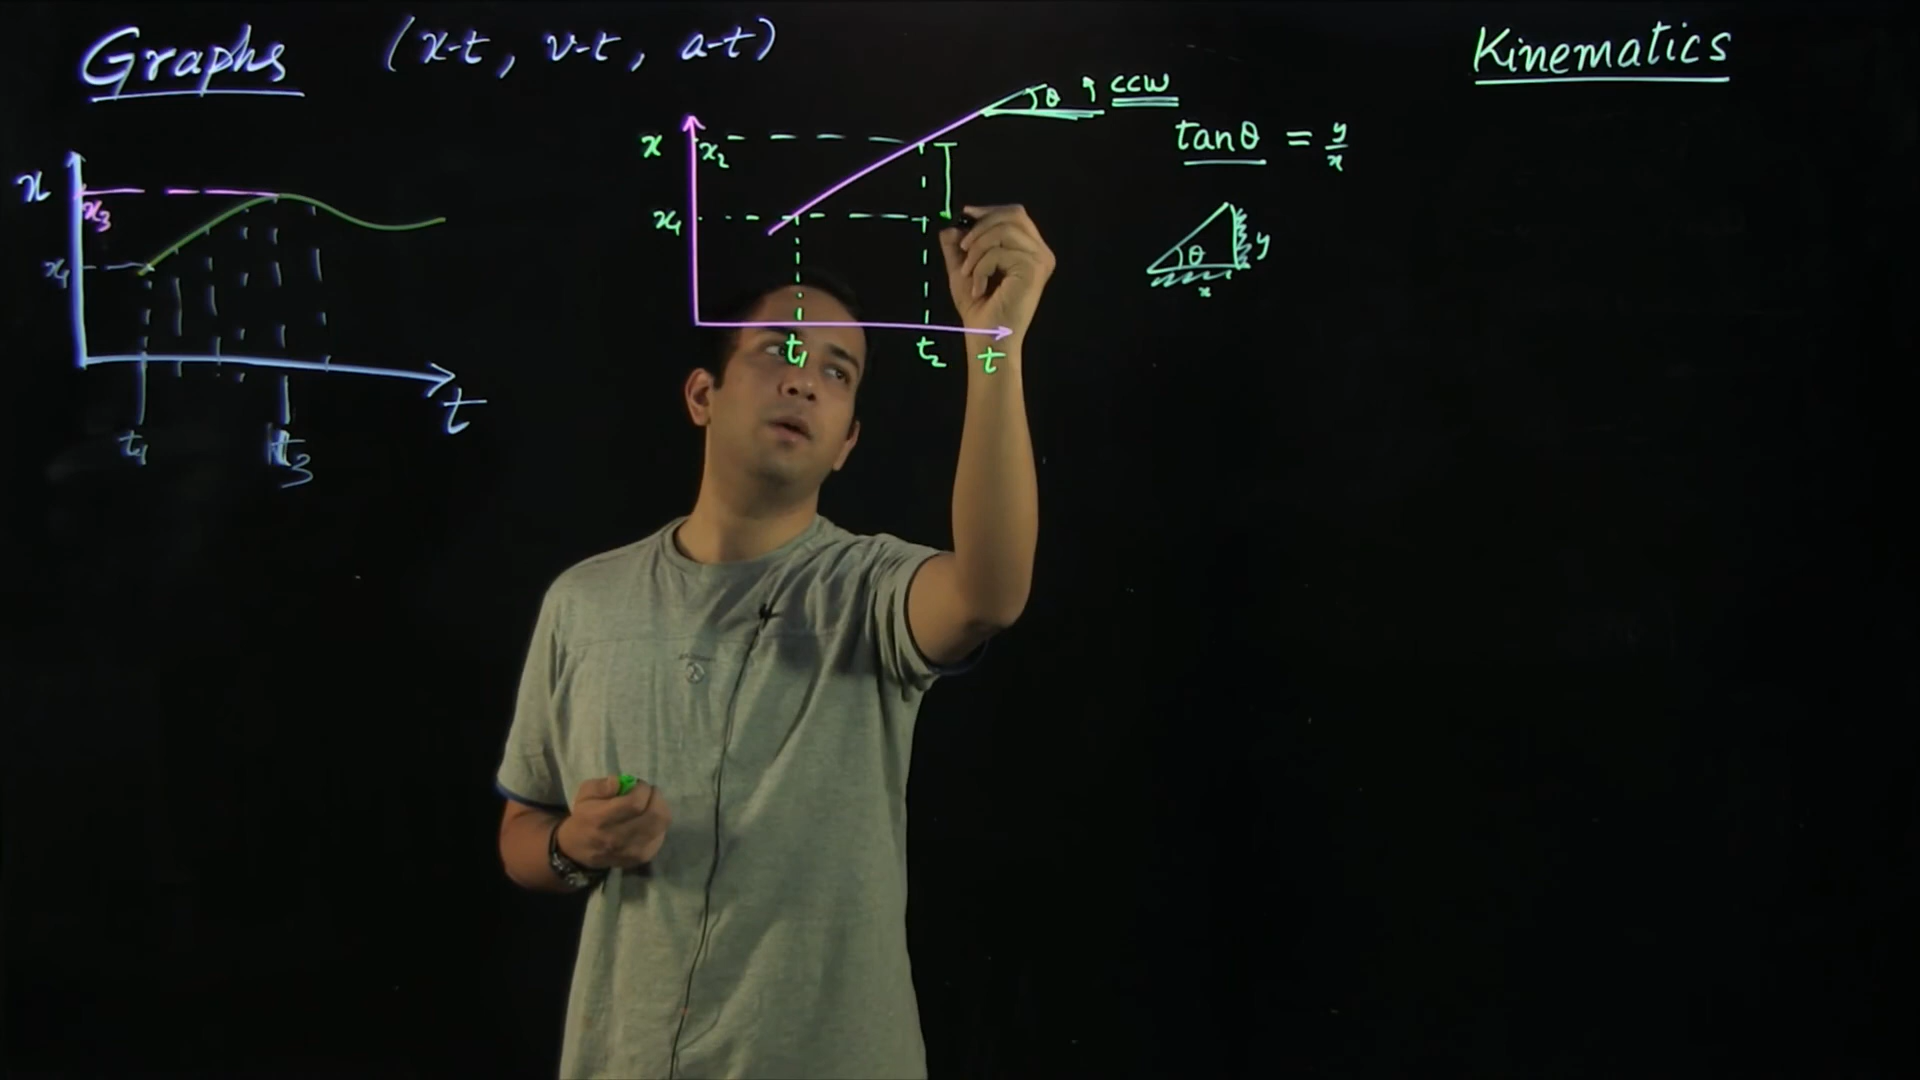 Graphs (x-t, v-t, a-t)
Kinematics
x
x3
x1
t1
t3
t
x
x2
x1
t1
t2
t
θ
CCW
tanθ = y/x
θ
y
x